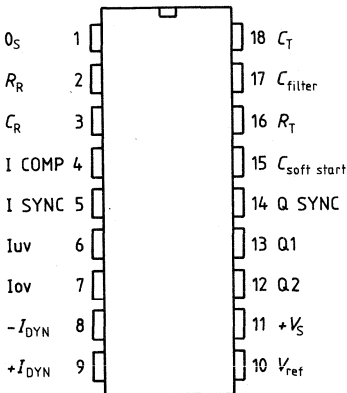 0S 1 18 CT
RR 2 17 Cfilter
CR 3 16 RT
I COMP 4 15 Csoft start
I SYNC 5 14 Q SYNC
Iuv 6 13 Q1
Iov 7 12 Q2
-IDYN 8 11 +VS
+IDYN 9 10 Vref